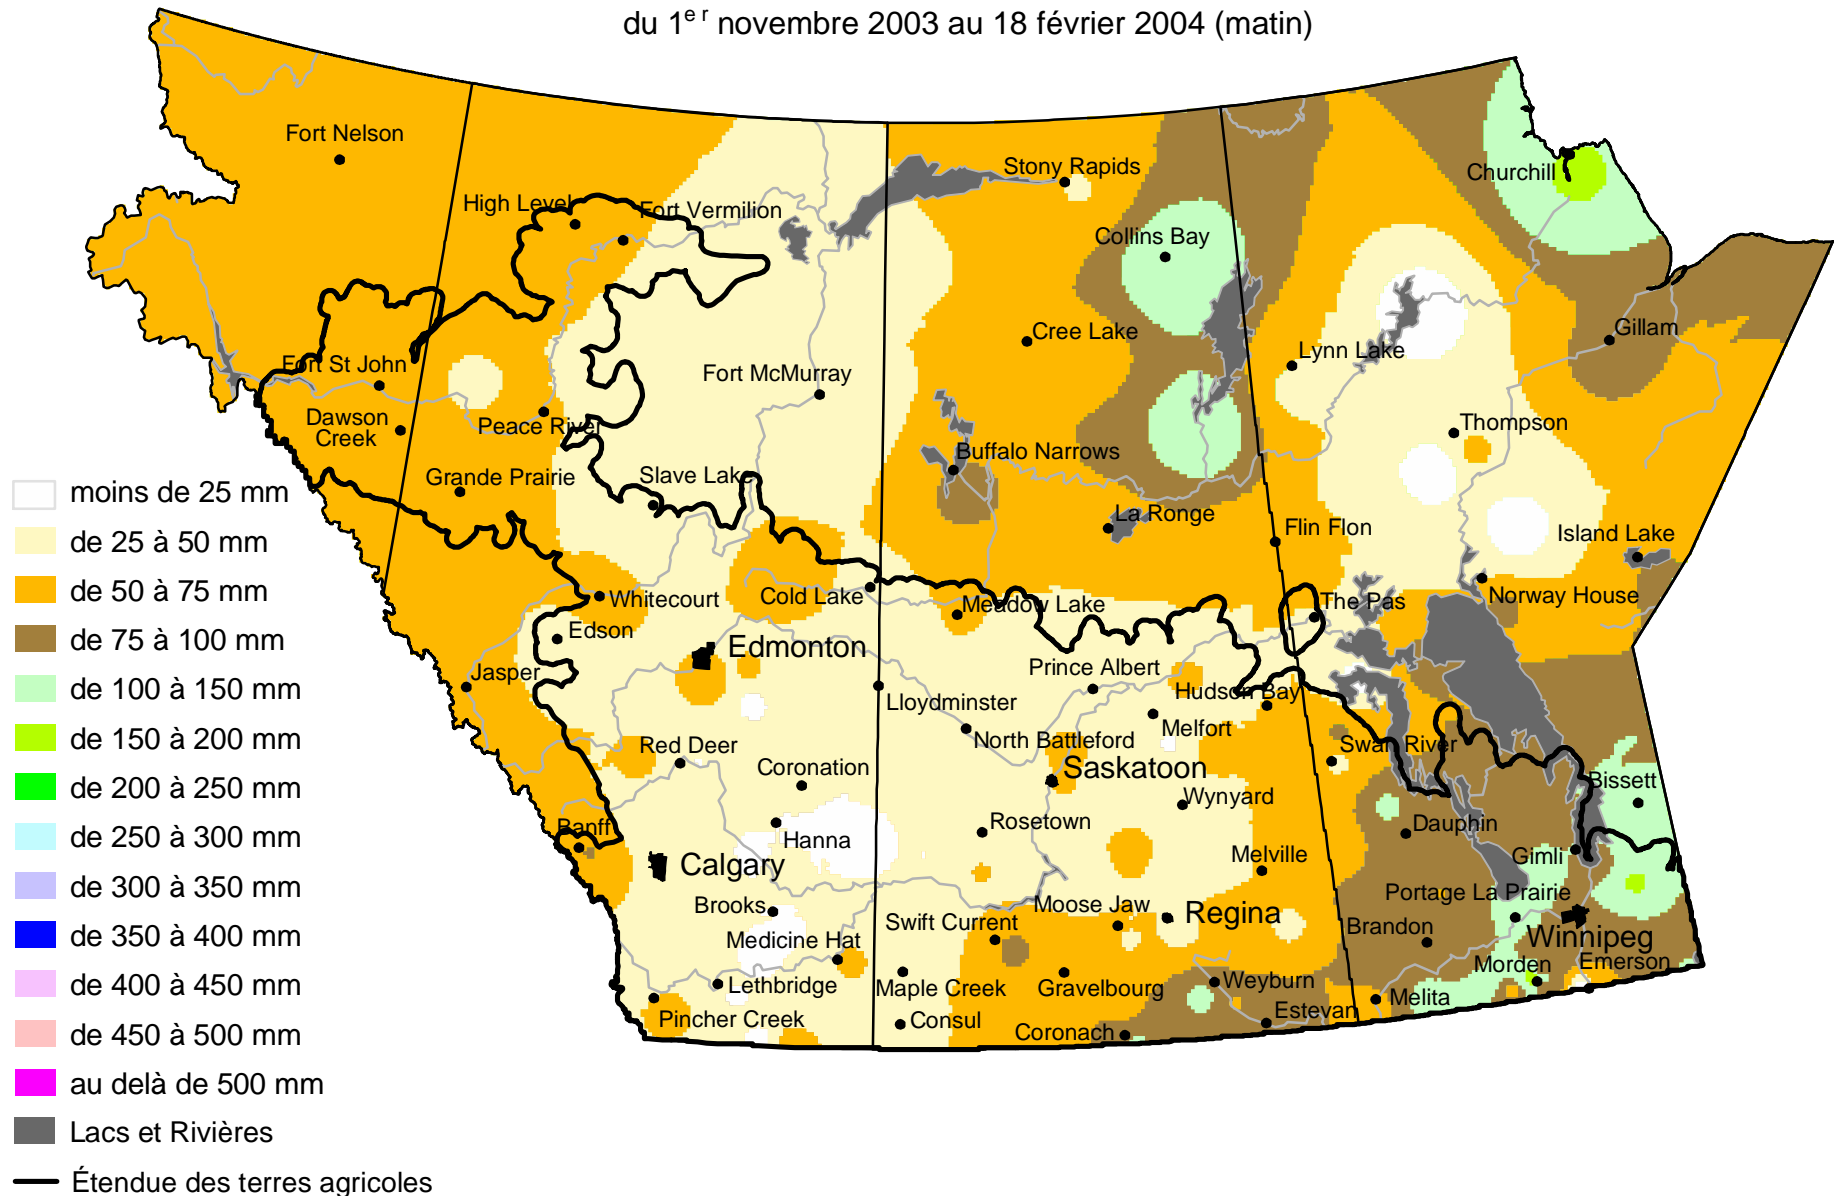 du 1er novembre 2003 au 18 février 2004 (matin)
Fort Nelson
Stony Rapids
Churchill
High Level
Fort Vermilion
Collins Bay
Cree Lake
Gillam
Lynn Lake
Fort St John
Fort McMurray
Dawson
Creek
Peace River
Thompson
Buffalo Narrows
Grande Prairie
Slave Lake
La Ronge
Flin Flon
Island Lake
Whitecourt
Cold Lake
Meadow Lake
The Pas
Norway House
Edson
Edmonton
Jasper
Prince Albert
Hudson Bay
Lloydminster
Melfort
North Battleford
Red Deer
Swan River
Coronation
Saskatoon
Bissett
Wynyard
Banff
Hanna
Rosetown
Dauphin
Calgary
Melville
Gimli
Portage La Prairie
Brooks
Moose Jaw
Regina
Swift Current
Brandon
Medicine Hat
Winnipeg
Morden
Emerson
Lethbridge
Maple Creek
Gravelbourg
Weyburn
Melita
Pincher Creek
Consul
Coronach
Estevan
moins de 25 mm
de 25 à 50 mm
de 50 à 75 mm
de 75 à 100 mm
de 100 à 150 mm
de 150 à 200 mm
de 200 à 250 mm
de 250 à 300 mm
de 300 à 350 mm
de 350 à 400 mm
de 400 à 450 mm
de 450 à 500 mm
au delà de 500 mm
Lacs et Rivières
Étendue des terres agricoles